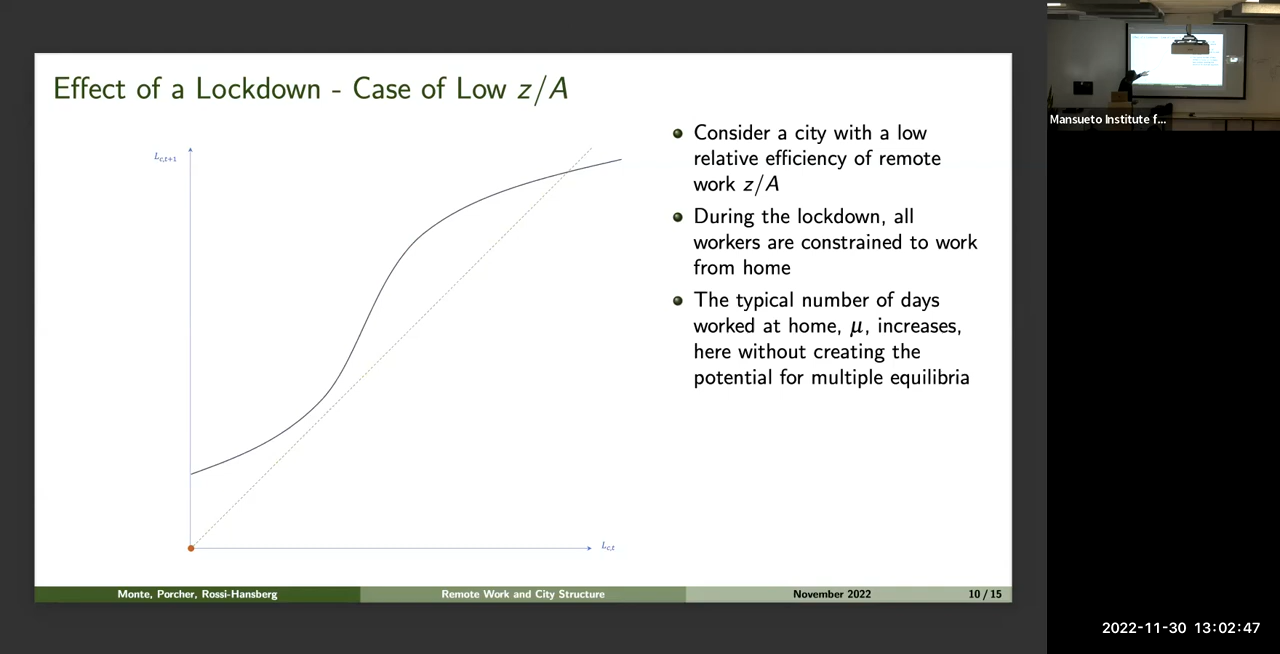 Effect of a Lockdown - Case of Low z/A
L_{c,t+1}
Consider a city with a low
relative efficiency of remote
work z/A
During the lockdown, all
workers are constrained to work
from home
The typical number of days
worked at home, μ, increases,
here without creating the
potential for multiple equilibria
L_{c,t}
Monte, Porcher, Rossi-Hansberg
Remote Work and City Structure
November 2022
10 / 15
Mansueto Institute f...
2022-11-30 13:02:47